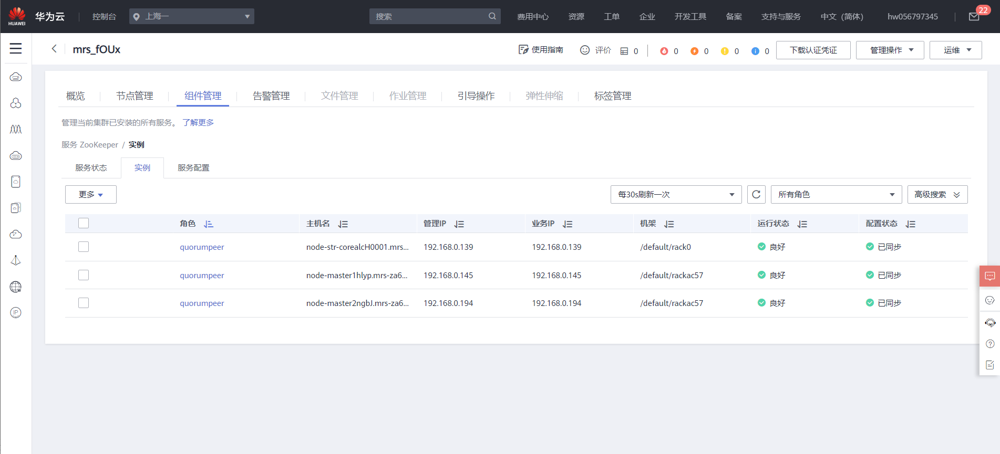 HUAWEI 华为云 控制台 上海一 搜索 费用中心 资源 工单 企业 开发工具 备案 支持与服务 中文（简体） hw056797345 22
mrs_fOUx 使用指南 评价 0 0 0 0 0 下载认证凭证 管理操作 运维
概览 节点管理 组件管理 告警管理 文件管理 作业管理 引导操作 弹性伸缩 标签管理
管理当前集群已安装的所有服务。 了解更多
服务 ZooKeeper / 实例
服务状态 实例 服务配置
更多 每30s刷新一次 所有角色 高级搜索
角色 主机名 管理IP 业务IP 机架 运行状态 配置状态
quorumpeer node-str-corealcH0001.mrs... 192.168.0.139 192.168.0.139 /default/rack0 良好 已同步
quorumpeer node-master1hlyp.mrs-za6... 192.168.0.145 192.168.0.145 /default/rackac57 良好 已同步
quorumpeer node-master2ngbJ.mrs-za6... 192.168.0.194 192.168.0.194 /default/rackac57 良好 已同步
W
IP